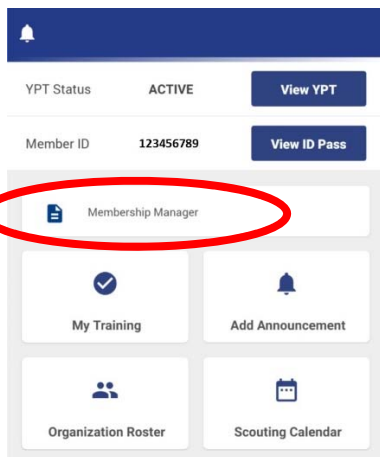 YPT Status ACTIVE View YPT
Member ID 123456789 View ID Pass
Membership Manager
My Training Add Announcement
Organization Roster Scouting Calendar